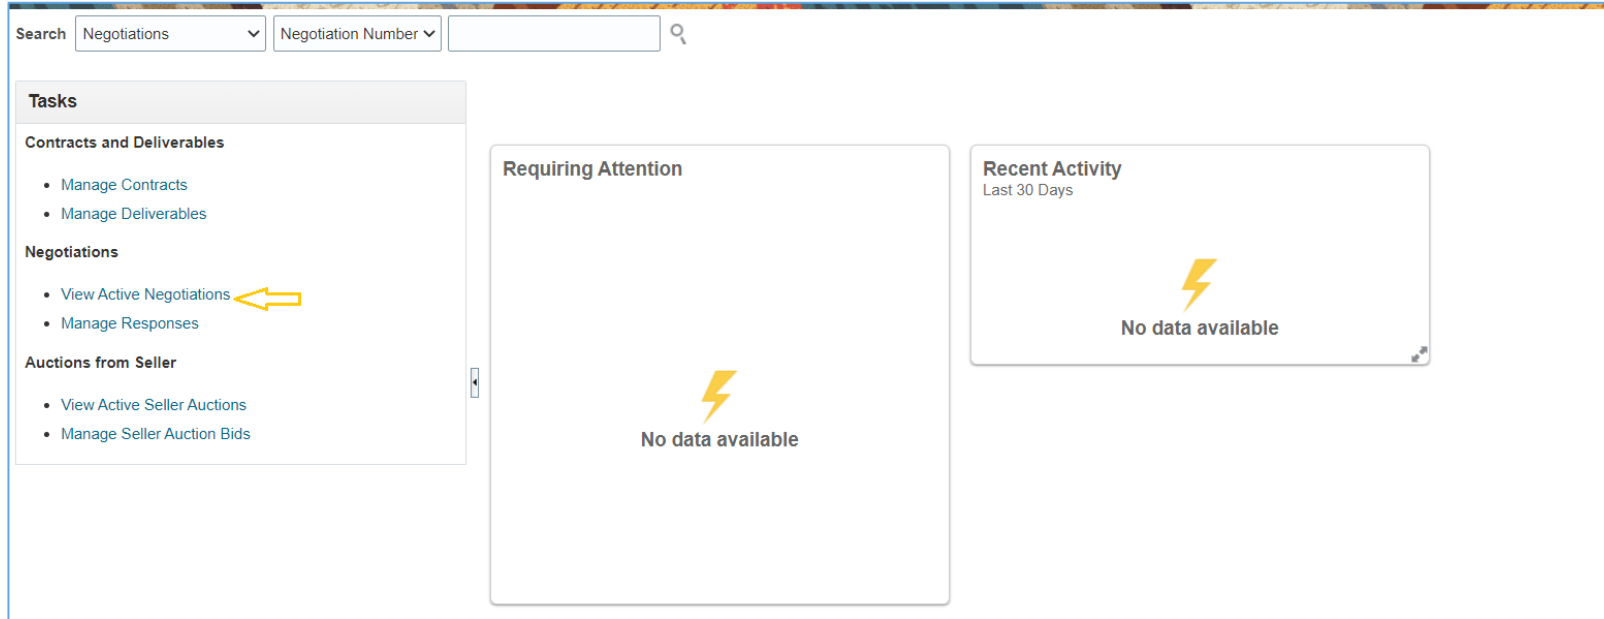 Search Negotiations Negotiation Number
Tasks
Contracts and Deliverables
Manage Contracts
Manage Deliverables
Negotiations
View Active Negotiations
Manage Responses
Auctions from Seller
View Active Seller Auctions
Manage Seller Auction Bids
Requiring Attention
No data available
Recent Activity
Last 30 Days
No data available